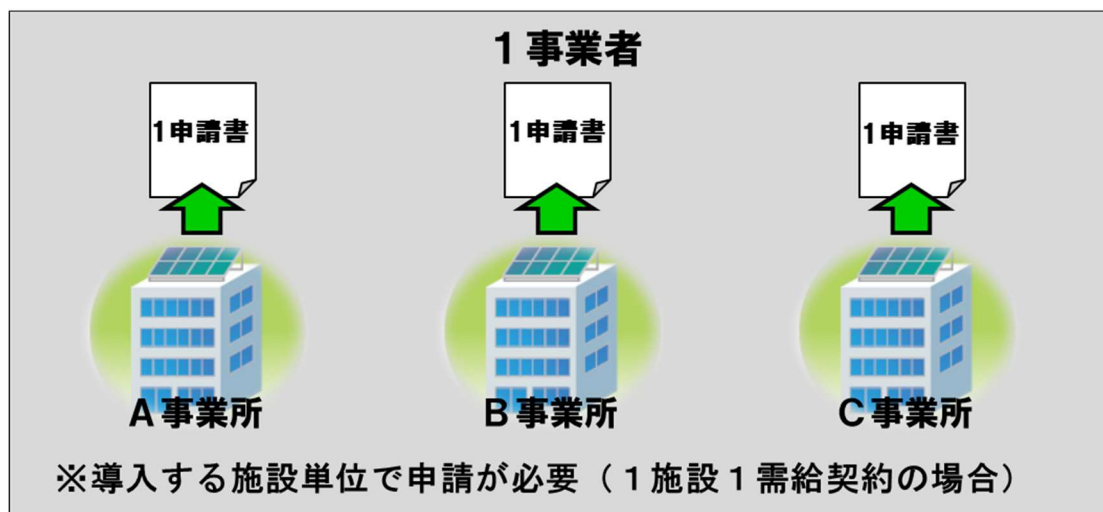 １事業者
1申請書
1申請書
1申請書
A事業所
B事業所
C事業所
※導入する施設単位で申請が必要（１施設１需給契約の場合）